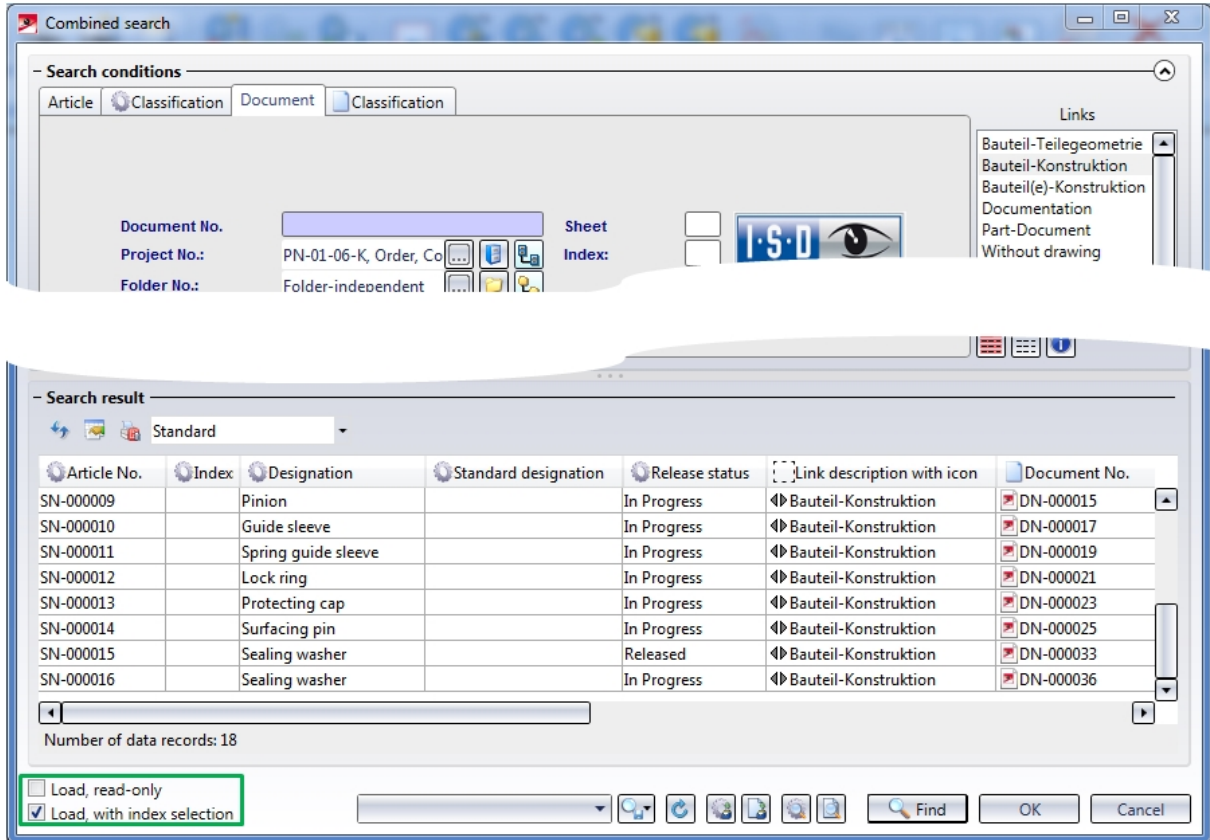 Combined search
Search conditions
Article Classification Document Classification
Links
Bauteil-Teilegeometrie
Bauteil-Konstruktion
Bauteil(e)-Konstruktion
Documentation
Part-Document
Without drawing
Document No. Sheet
I·S·D
Project No.: PN-01-06-K, Order, Co ... Index:
Folder No.: Folder-independent ...
Search result
Standard
Article No. Index Designation Standard designation Release status Link description with icon Document No.
SN-000009 Pinion In Progress Bauteil-Konstruktion DN-000015
SN-000010 Guide sleeve In Progress Bauteil-Konstruktion DN-000017
SN-000011 Spring guide sleeve In Progress Bauteil-Konstruktion DN-000019
SN-000012 Lock ring In Progress Bauteil-Konstruktion DN-000021
SN-000013 Protecting cap In Progress Bauteil-Konstruktion DN-000023
SN-000014 Surfacing pin In Progress Bauteil-Konstruktion DN-000025
SN-000015 Sealing washer Released Bauteil-Konstruktion DN-000033
SN-000016 Sealing washer In Progress Bauteil-Konstruktion DN-000036
Number of data records: 18
Load, read-only
Load, with index selection
Find OK Cancel